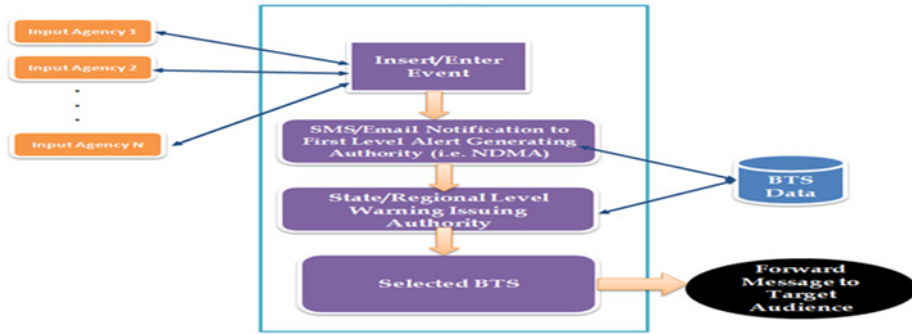 Input Agency 1
Input Agency 2
Input Agency N
Insert/Enter
Event
SMS/Email Notification to
First Level Alert Generating
Authority (i.e. NDMA)
State/Regional Level
Warning Issuing
Authority
Selected BTS
BTS
Data
Forward
Message to
Target
Audience